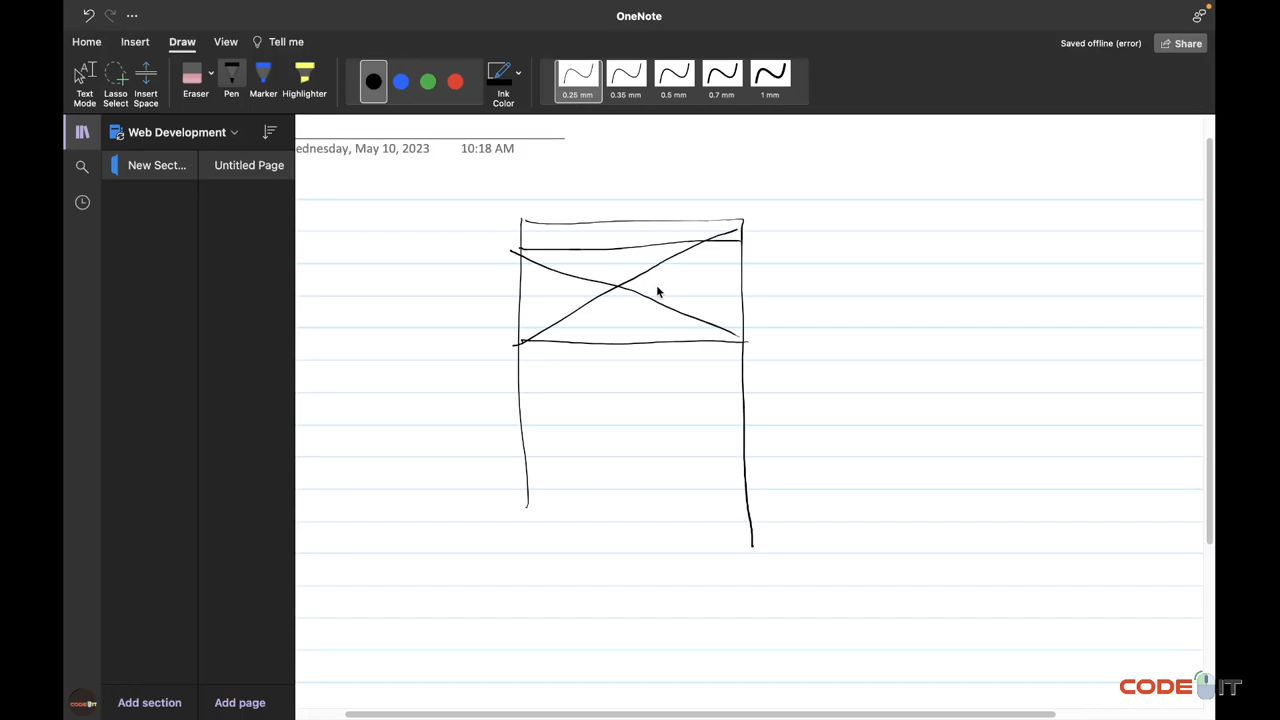 OneNote
Home Insert Draw View Tell me
Saved offline (error) Share
Text Mode
Lasso Select
Insert Space
Eraser
Pen
Marker
Highlighter
Ink Color
0.25 mm
0.35 mm
0.5 mm
0.7 mm
1 mm
Web Development
New Sect...
Untitled Page
ednesday, May 10, 2023 10:18 AM
Add section
Add page
CODE IT